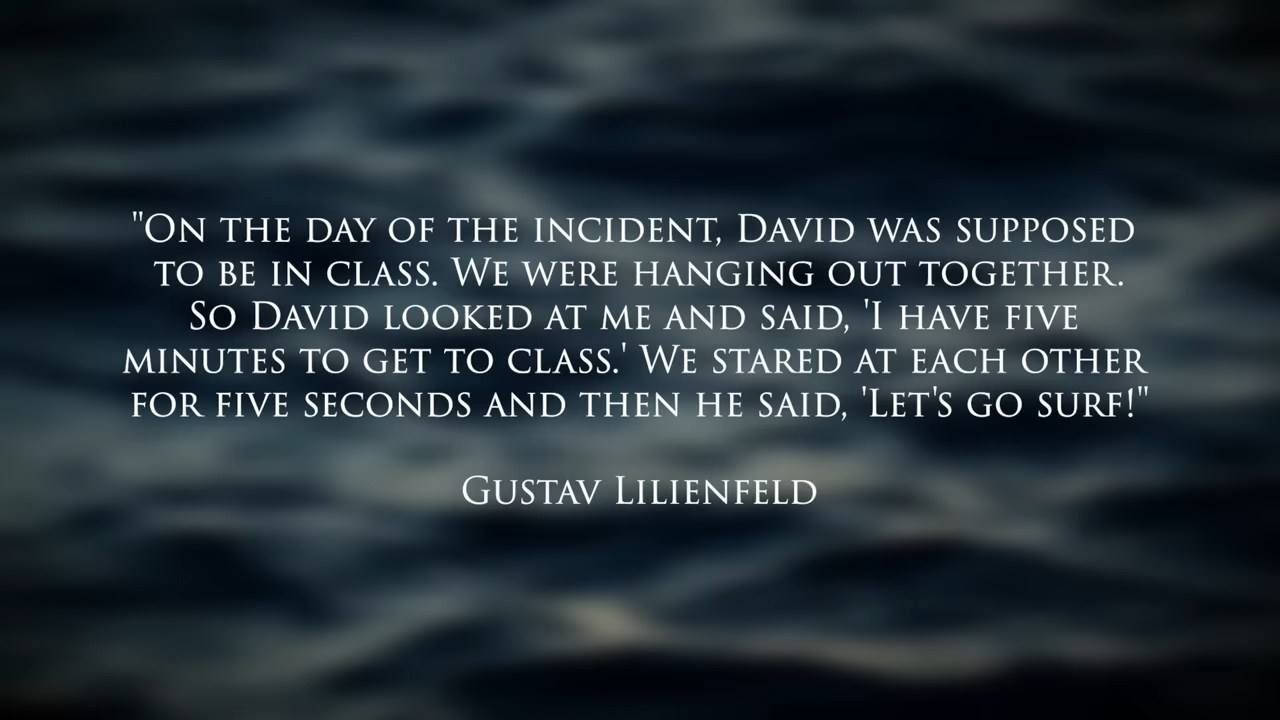 "On the day of the incident, David was supposed
to be in class. We were hanging out together.
So David looked at me and said, 'I have five
minutes to get to class.' We stared at each other
for five seconds and then he said, 'Let's go surf!"
Gustav Lilienfeld